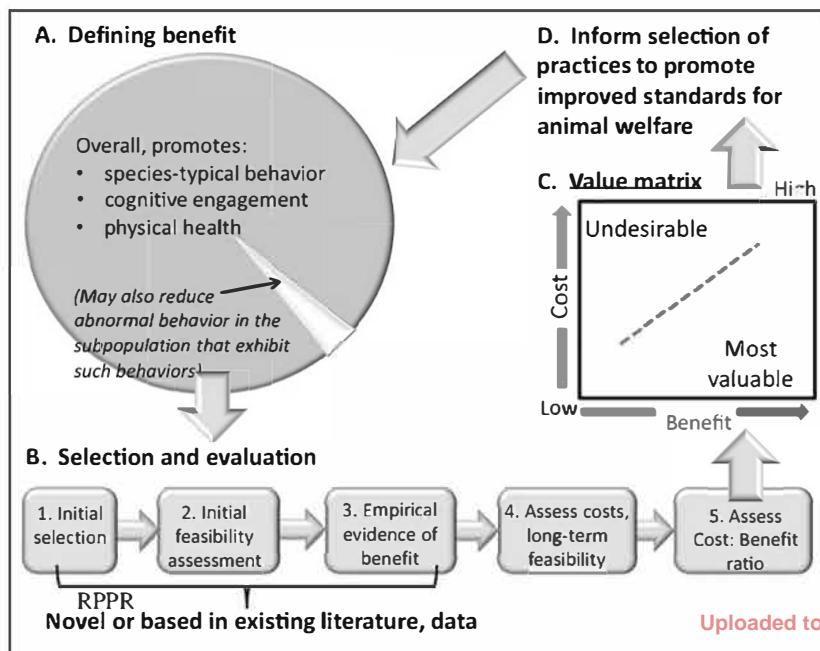 A. Defining benefit
Overall, promotes:
• species-typical behavior
• cognitive engagement
• physical health
(May also reduce
abnormal behavior in the
subpopulation that exhibit
such behaviors)
B. Selection and evaluation
1. Initial
selection
2. Initial
feasibility
assessment
3. Empirical
evidence of
benefit
4. Assess costs,
long-term
feasibility)
5. Assess
Cost: Benefit
ratio
RPPR
Novel or based in existing literature, data
C. Value matrix
High
Undesirable
Cost
Most
valuable
Low
Benefit
D. Inform selection of
practices to promote
improved standards for
animal welfare
Uploaded to